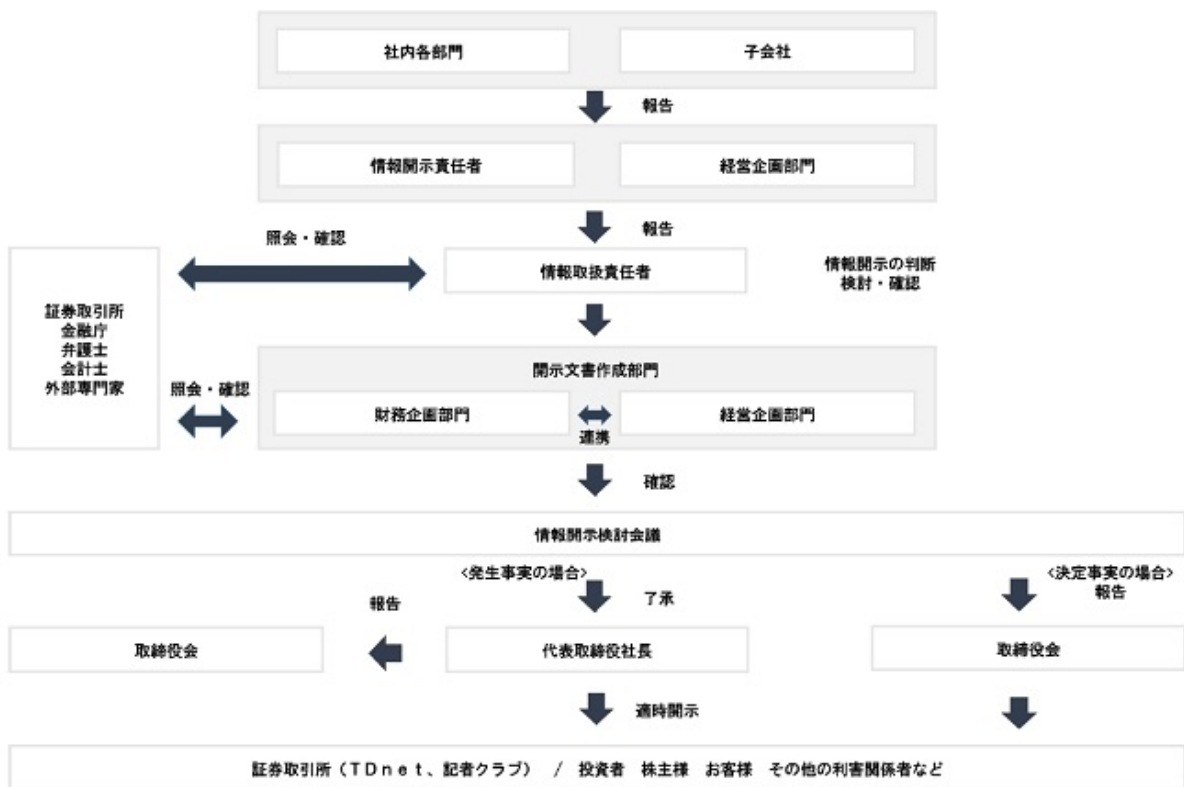 社内各部門
子会社
報告
情報開示責任者
経営企画部門
報告
照会・確認
情報取扱責任者
情報開示の判断
検討・確認
証券取引所
金融庁
弁護士
会計士
外部専門家
照会・確認
開示文書作成部門
財務企画部門
経営企画部門
連携
確認
情報開示検討会議
<発生事実の場合>
了承
<決定事実の場合>
報告
報告
取締役会
代表取締役社長
取締役会
適時開示
証券取引所(TDnet、記者クラブ) / 投資者 株主様 お客様 その他の利害関係者など